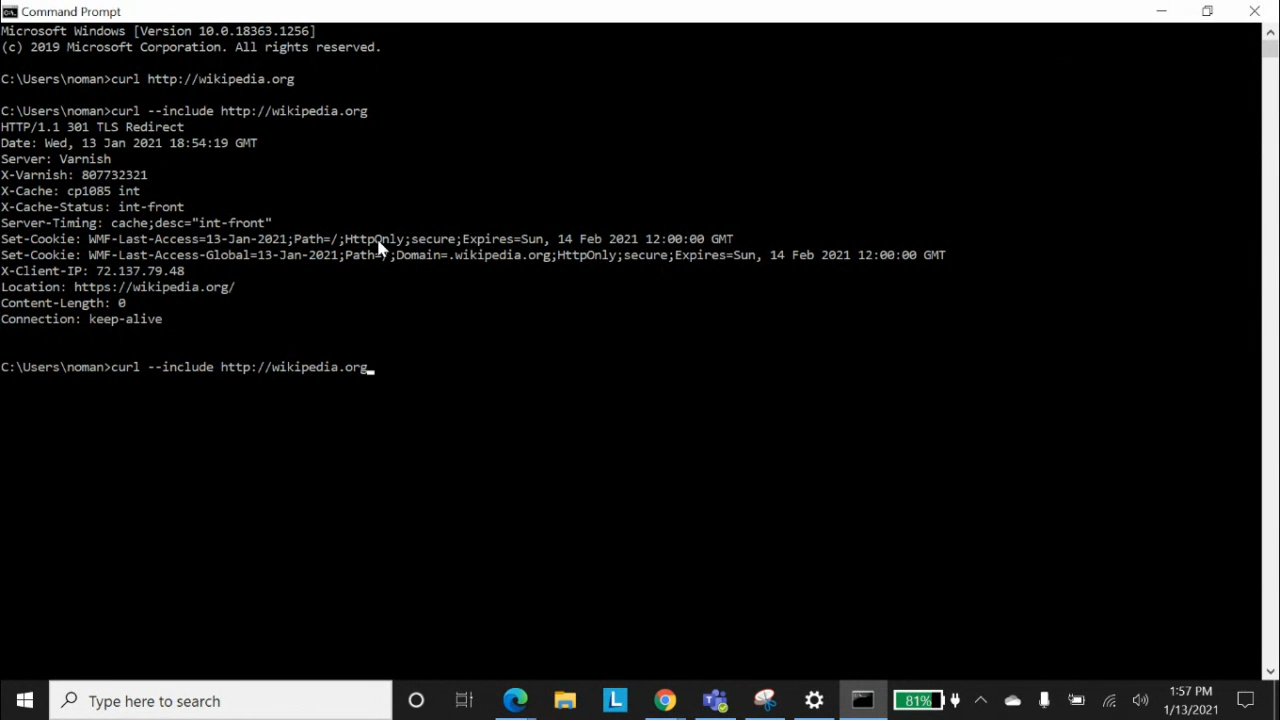 Command Prompt
Microsoft Windows [Version 10.0.18363.1256]
(c) 2019 Microsoft Corporation. All rights reserved.
C:\Users\noman>curl http://wikipedia.org
C:\Users\noman>curl --include http://wikipedia.org
HTTP/1.1 301 TLS Redirect
Date: Wed, 13 Jan 2021 18:54:19 GMT
Server: Varnish
X-Varnish: 807732321
X-Cache: cp1085 int
X-Cache-Status: int-front
Server-Timing: cache;desc="int-front"
Set-Cookie: WMF-Last-Access=13-Jan-2021;Path=/;HttpOnly;secure;Expires=Sun, 14 Feb 2021 12:00:00 GMT
Set-Cookie: WMF-Last-Access-Global=13-Jan-2021;Path=/;Domain=.wikipedia.org;HttpOnly;secure;Expires=Sun, 14 Feb 2021 12:00:00 GMT
X-Client-IP: 72.137.79.48
Location: https://wikipedia.org/
Content-Length: 0
Connection: keep-alive
C:\Users\noman>curl --include http://wikipedia.org
Type here to search
L
81%
1:57 PM
1/13/2021